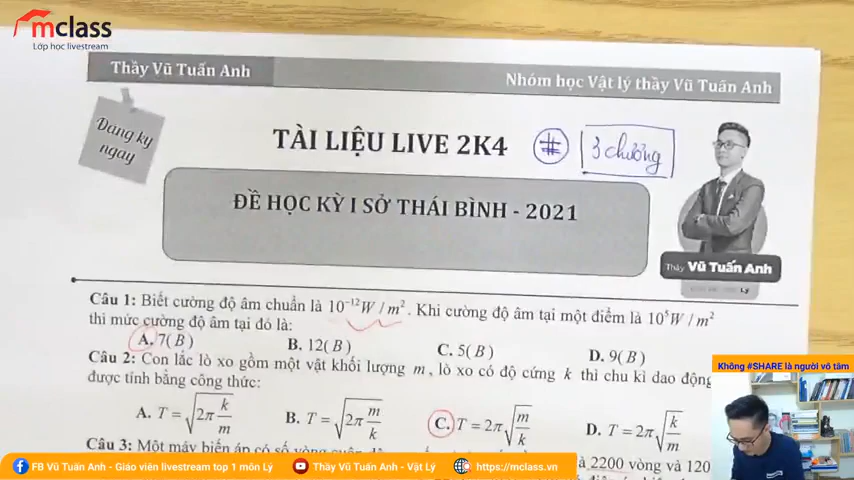 mclass
Lớp học livestream
Thầy Vũ Tuấn Anh
Nhóm học Vật lý thầy Vũ Tuấn Anh
Đang ký
ngay
TÀI LIỆU LIVE 2K4 # 3 chương
ĐỀ HỌC KỲ I SỞ THÁI BÌNH - 2021
Thầy Vũ Tuấn Anh
Câu 1: Biết cường độ âm chuẩn là 10⁻¹²W / m². Khi cường độ âm tại một điểm là 10⁵W / m²
thì mức cường độ âm tại đó là:
A. 7(B) B. 12(B) C. 5(B) D. 9(B)
Câu 2: Con lắc lò xo gồm một vật khối lượng m, lò xo có độ cứng k thì chu kì dao động
được tính bằng công thức:
A. T = √(2π k/m) B. T = √(2π m/k) C. T = 2π√(m/k) D. T = 2π√(k/m)
Câu 3: Một máy biến áp có số vòng cuộn
à 2200 vòng và 120
Không #SHARE là người vô tâm
FB Vũ Tuấn Anh - Giáo viên livestream top 1 môn Lý
Thầy Vũ Tuấn Anh - Vật Lý
https://mclass.vn